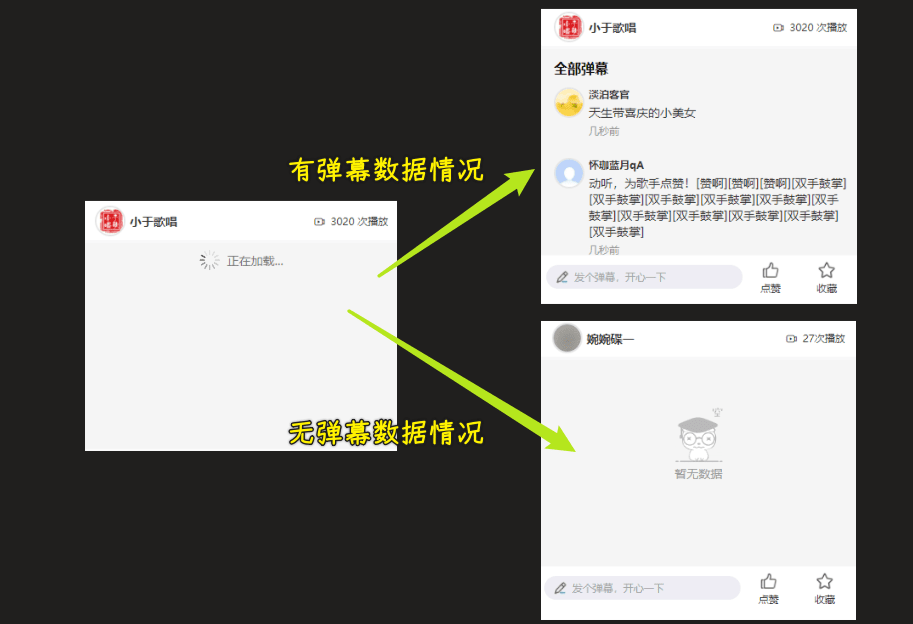 小于歌唱
3020 次播放
正在加载...
有弹幕数据情况
无弹幕数据情况
小于歌唱
3020 次播放
全部弹幕
淡泊客官
天生带喜庆的小美女
几秒前
怀珈蓝月qA
动听，为歌手点赞！[赞啊][赞啊][赞啊][双手鼓掌]
[双手鼓掌][双手鼓掌][双手鼓掌][双手鼓掌][双手
鼓掌][双手鼓掌][双手鼓掌][双手鼓掌][双手鼓掌]
[双手鼓掌]
几秒前
发个弹幕，开心一下
点赞
收藏
婉婉碟一
27次播放
暂无数据
发个弹幕，开心一下
点赞
收藏